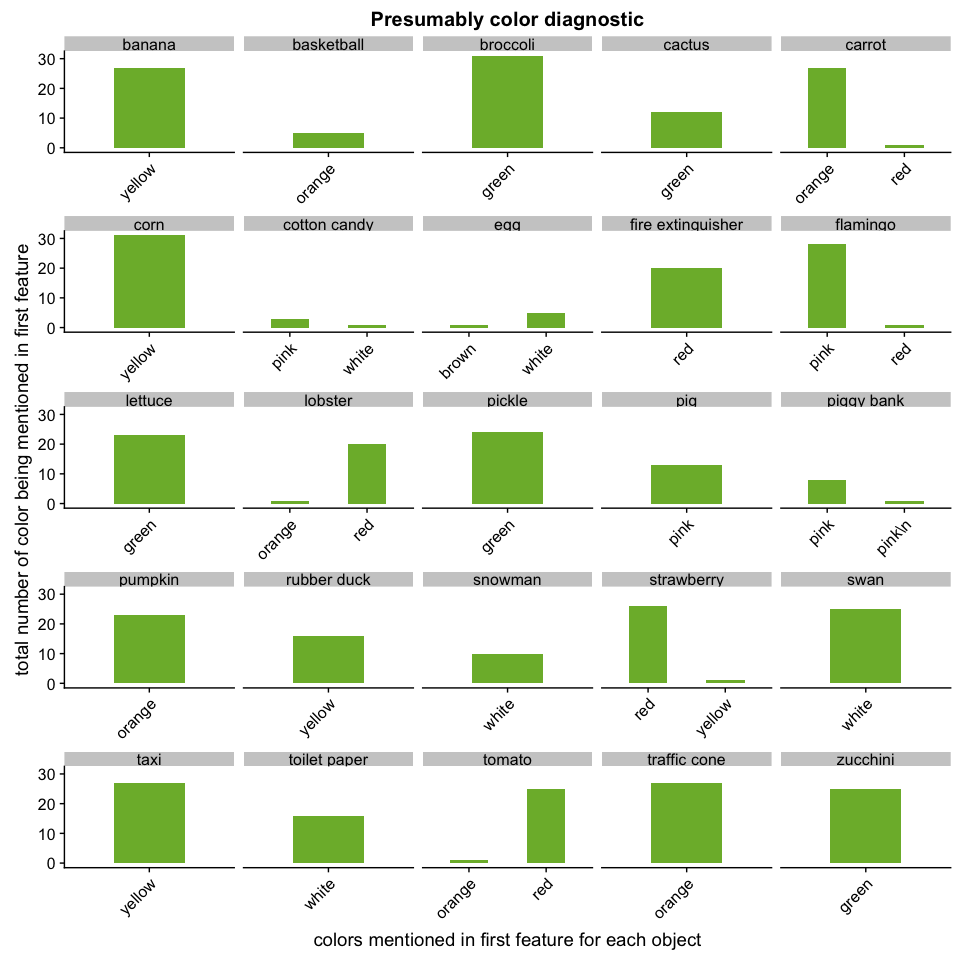 Presumably color diagnostic
banana basketball broccoli cactus carrot
30
20
10
0
yellow orange green green orange red
corn cotton candy egg fire extinguisher flamingo
30
20
10
0
yellow pink white brown white red pink red
lettuce lobster pickle pig piggy bank
30
20
10
0
green orange red green pink pink pink\n
pumpkin rubber duck snowman strawberry swan
30
20
10
0
orange yellow white red yellow white
taxi toilet paper tomato traffic cone zucchini
30
20
10
0
yellow white orange red orange green
colors mentioned in first feature for each object
total number of color being mentioned in first feature